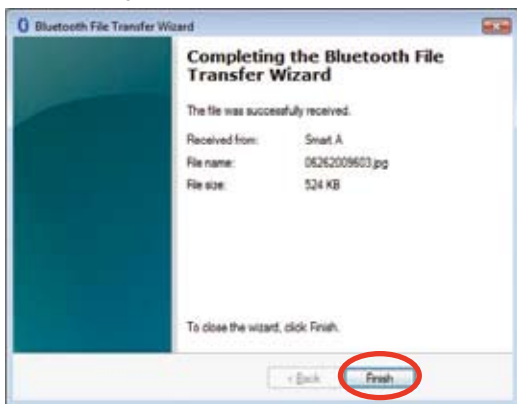 Bluetooth File Transfer Wizard
Completing the Bluetooth File
Transfer Wizard
The file was successfully received.
Received from: Smart A
File name: 06262009603.jpg
File size: 524 KB
To close the wizard, click Finish.
< Back Finish